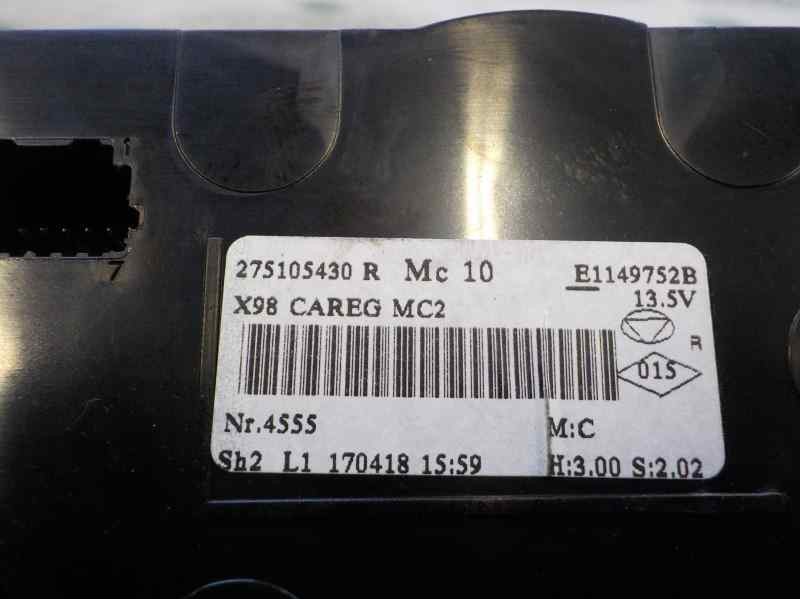 1
7
275105430 R Mc 10 E1149752B
X98 CAREG MC2 13.5V
R
015
Nr.4555 M:C
Sh2 L1 170418 15:59 H:3.00 S:2.02